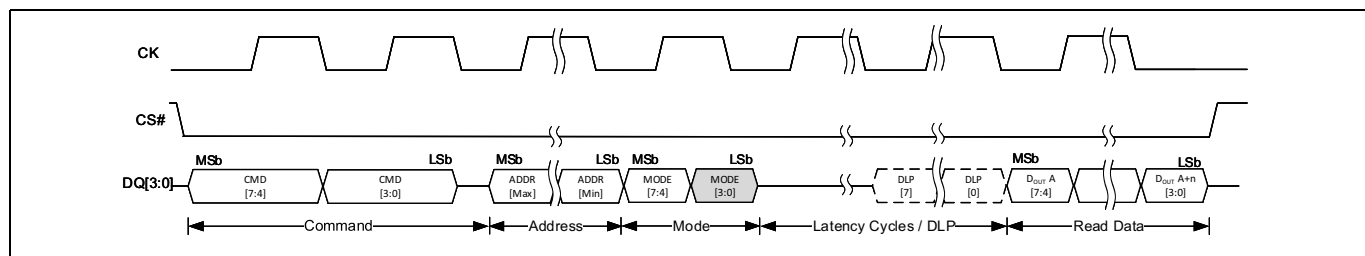 CK
CS#
MSb LSb MSb LSb MSb LSb MSb LSb
DQ[3:0] CMD [7:4] CMD [3:0] ADDR [Max] ADDR [Min] MODE [7:4] MODE [3:0] DLP [7] DLP [0] DOUT A [7:4] DOUT A+n [3:0]
Command Address Mode Latency Cycles / DLP Read Data